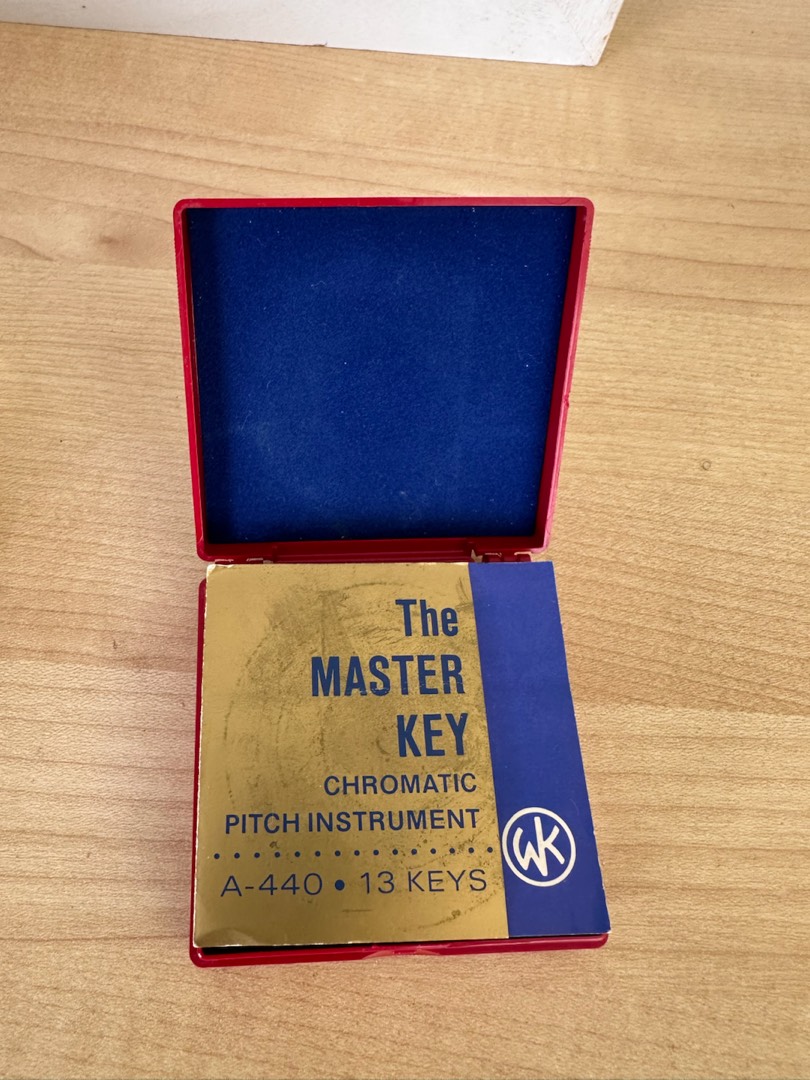 The
MASTER
KEY
CHROMATIC
PITCH INSTRUMENT
A-440 • 13 KEYS
WK